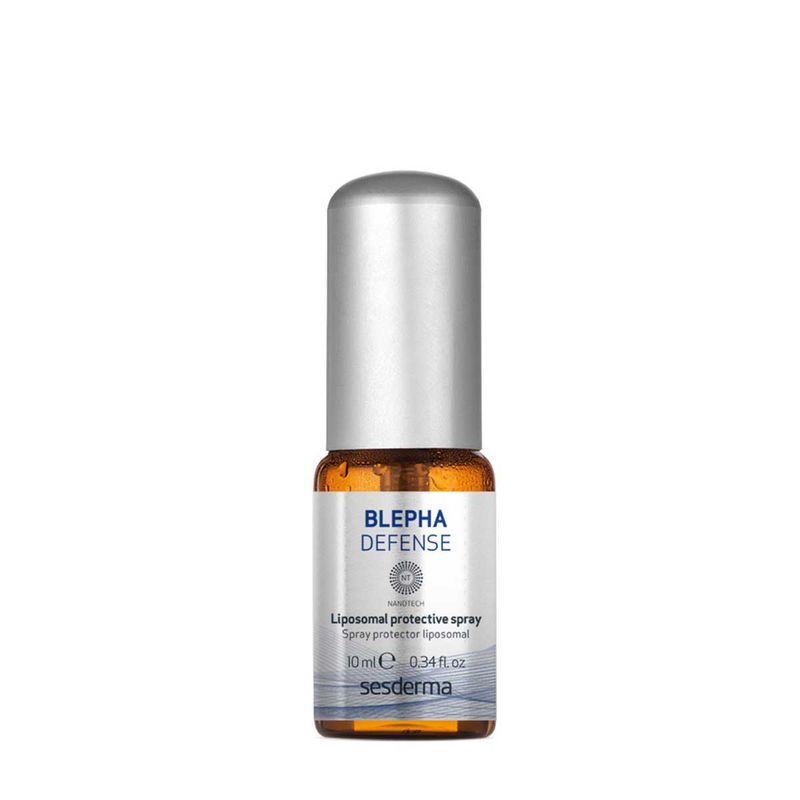 BLEPHA
DEFENSE
NT
NANOTECH
Liposomal protective spray
Spray protector liposomal
10 ml ℮ 0.34 fl. oz
sesderma